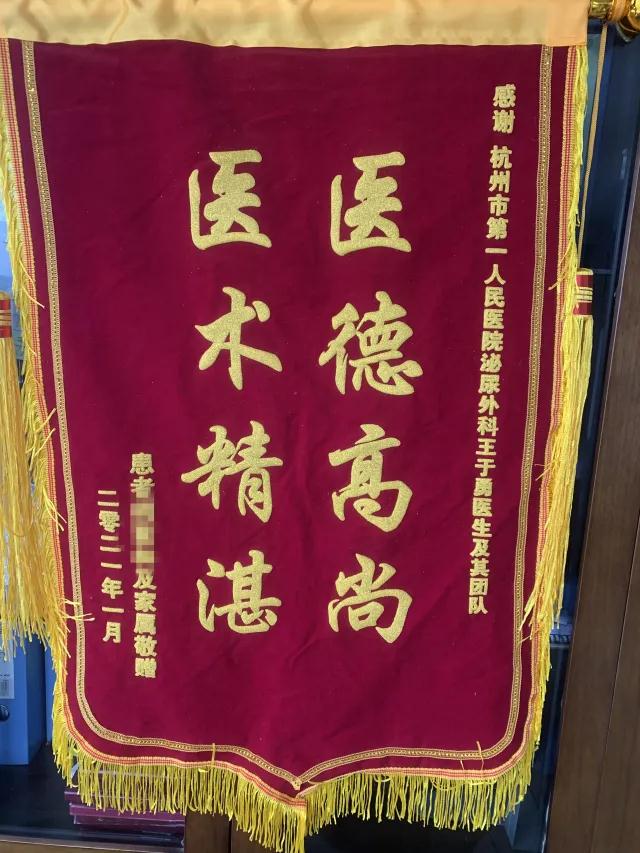 感谢 杭州市第一人民医院泌尿外科王于勇医生及其团队
医德高尚
医术精湛
患者 及家属敬赠
二零二一年一月